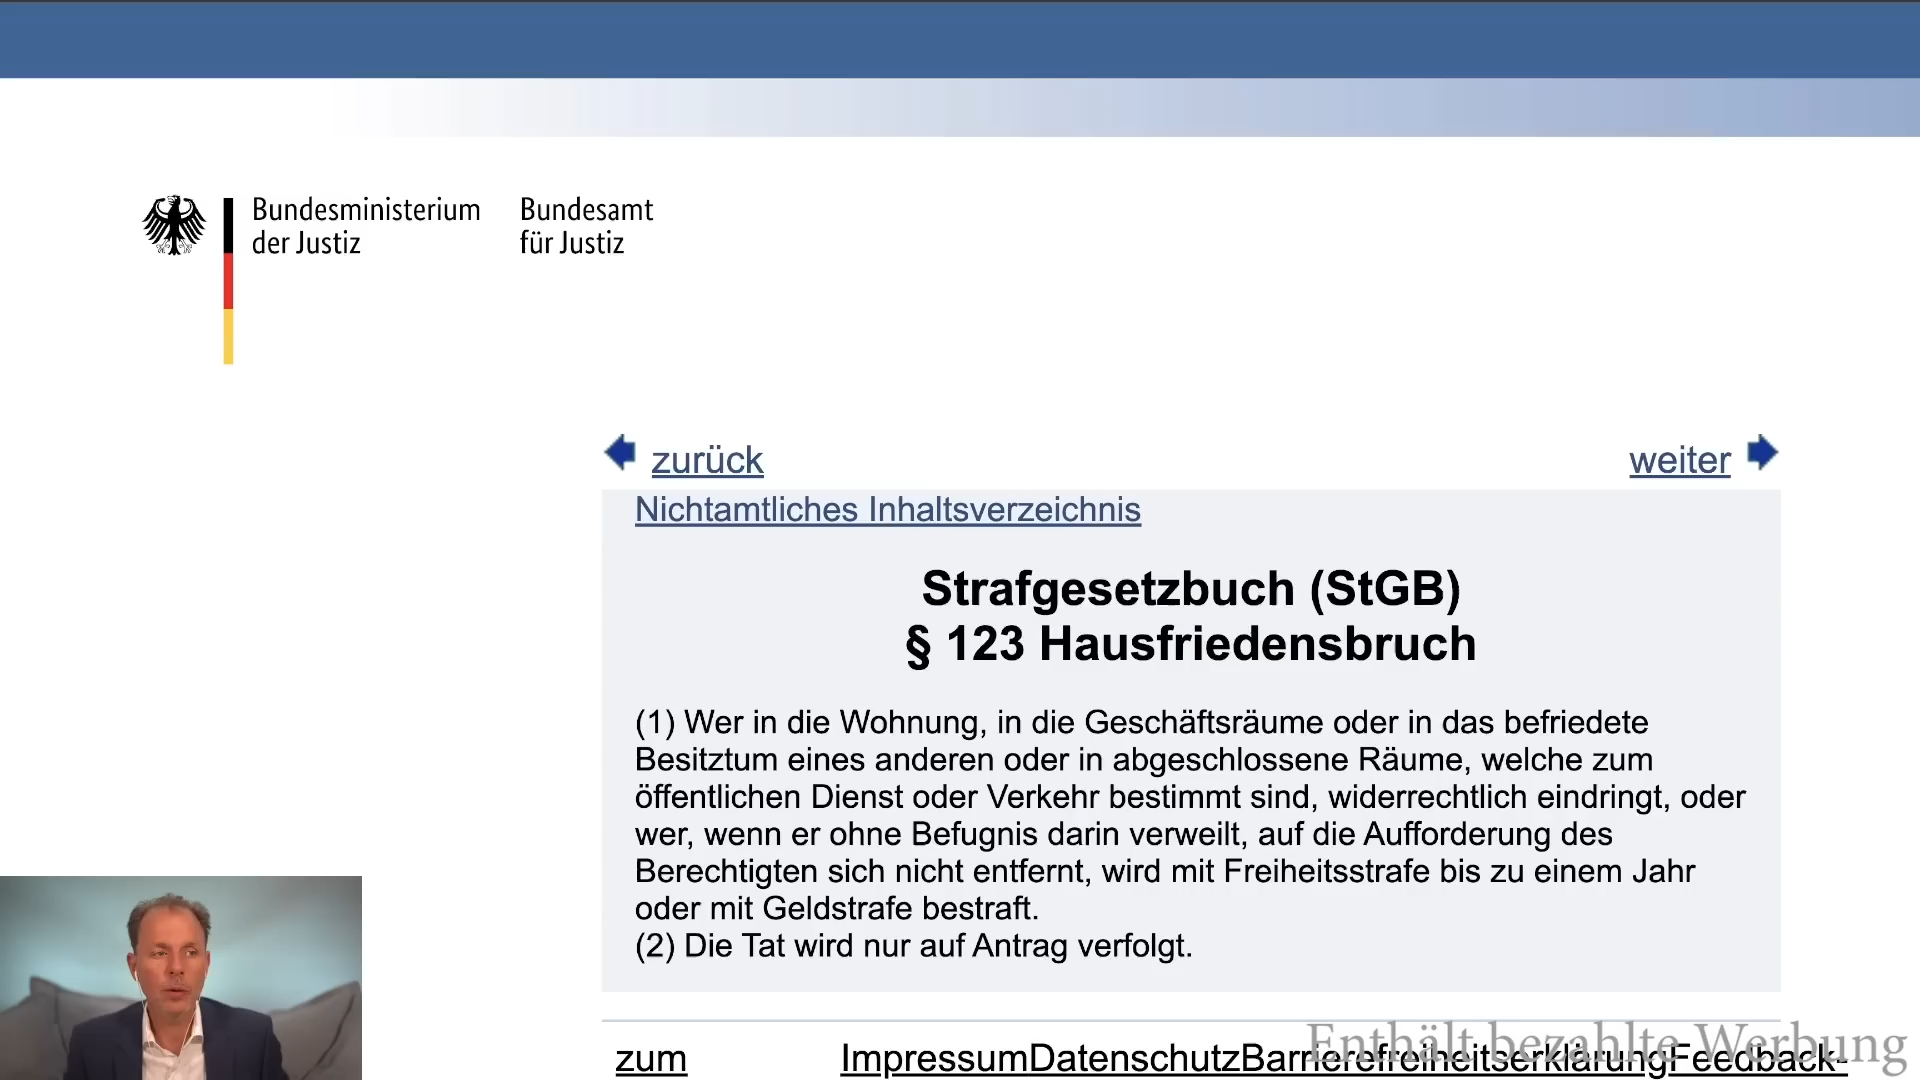 Bundesministerium
der Justiz
Bundesamt
für Justiz
zurück
weiter
Nichtamtliches Inhaltsverzeichnis
Strafgesetzbuch (StGB)
§ 123 Hausfriedensbruch
(1) Wer in die Wohnung, in die Geschäftsräume oder in das befriedete
Besitztum eines anderen oder in abgeschlossene Räume, welche zum
öffentlichen Dienst oder Verkehr bestimmt sind, widerrechtlich eindringt, oder
wer, wenn er ohne Befugnis darin verweilt, auf die Aufforderung des
Berechtigten sich nicht entfernt, wird mit Freiheitsstrafe bis zu einem Jahr
oder mit Geldstrafe bestraft.
(2) Die Tat wird nur auf Antrag verfolgt.
zum
ImpressumDatenschutzBarrierefreiheitserklärungFeedback-
Enthält bezahlte Werbung